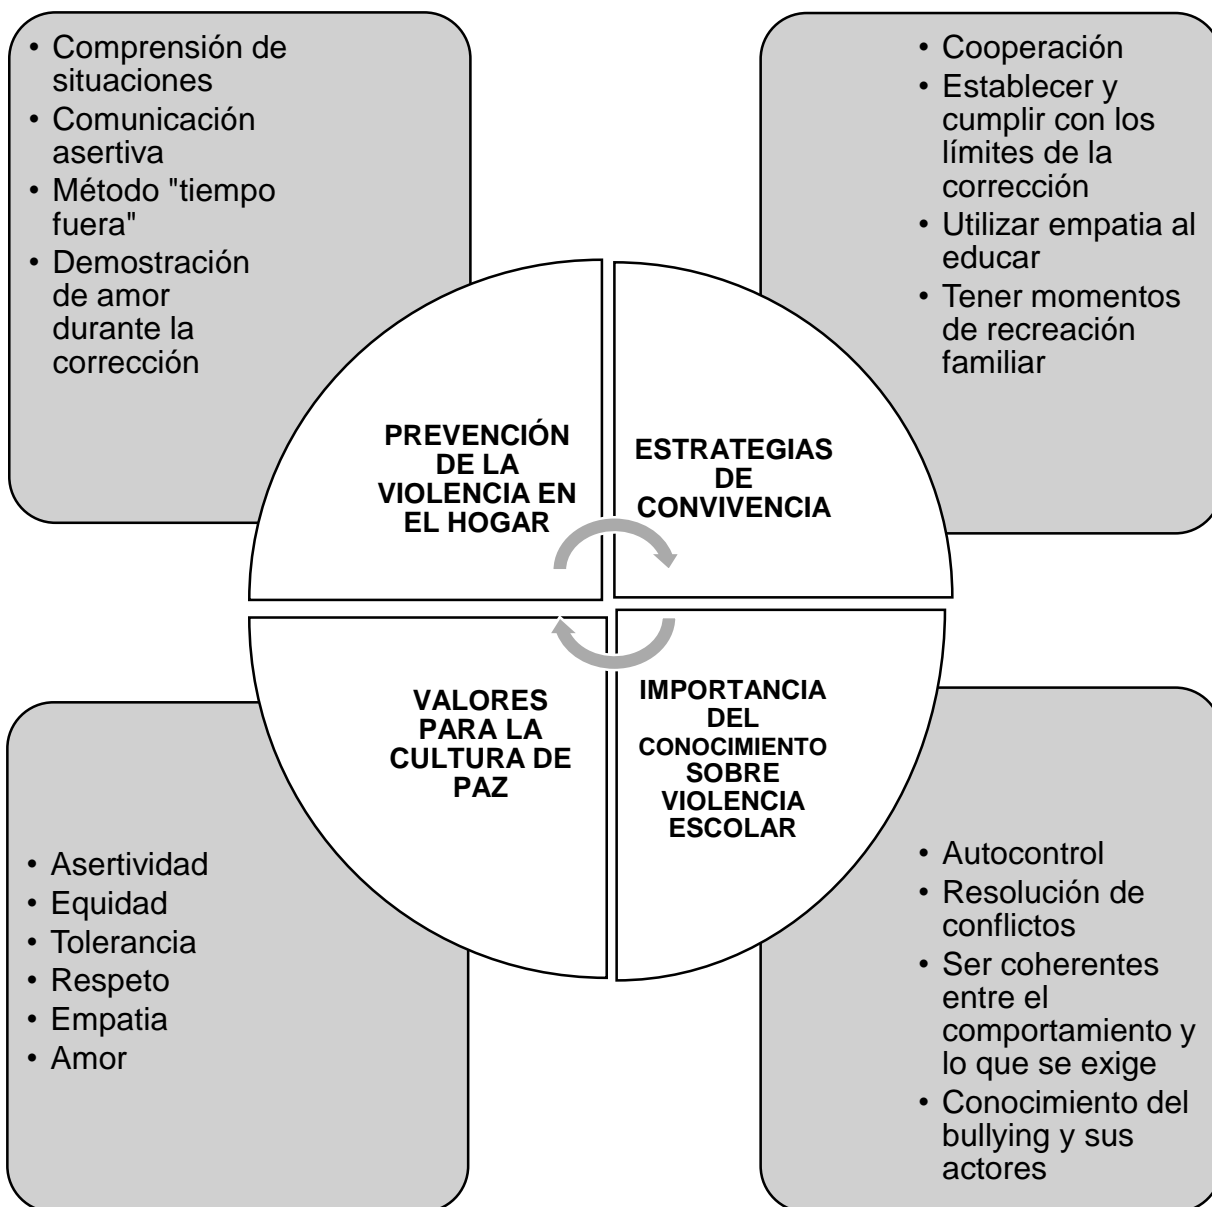 • Comprensión de
situaciones
• Comunicación
asertiva
• Método "tiempo
fuera"
• Demostración
de amor
durante la
corrección
• Cooperación
• Establecer y
cumplir con los
límites de la
corrección
• Utilizar empatia al
educar
• Tener momentos
de recreación
familiar
PREVENCIÓN
DE LA
VIOLENCIA EN
EL HOGAR
ESTRATEGIAS
DE
CONVIVENCIA
VALORES
PARA LA
CULTURA DE
PAZ
IMPORTANCIA
DEL
CONOCIMIENTO
SOBRE
VIOLENCIA
ESCOLAR
• Asertividad
• Equidad
• Tolerancia
• Respeto
• Empatia
• Amor
• Autocontrol
• Resolución de
conflictos
• Ser coherentes
entre el
comportamiento y
lo que se exige
• Conocimiento del
bullying y sus
actores